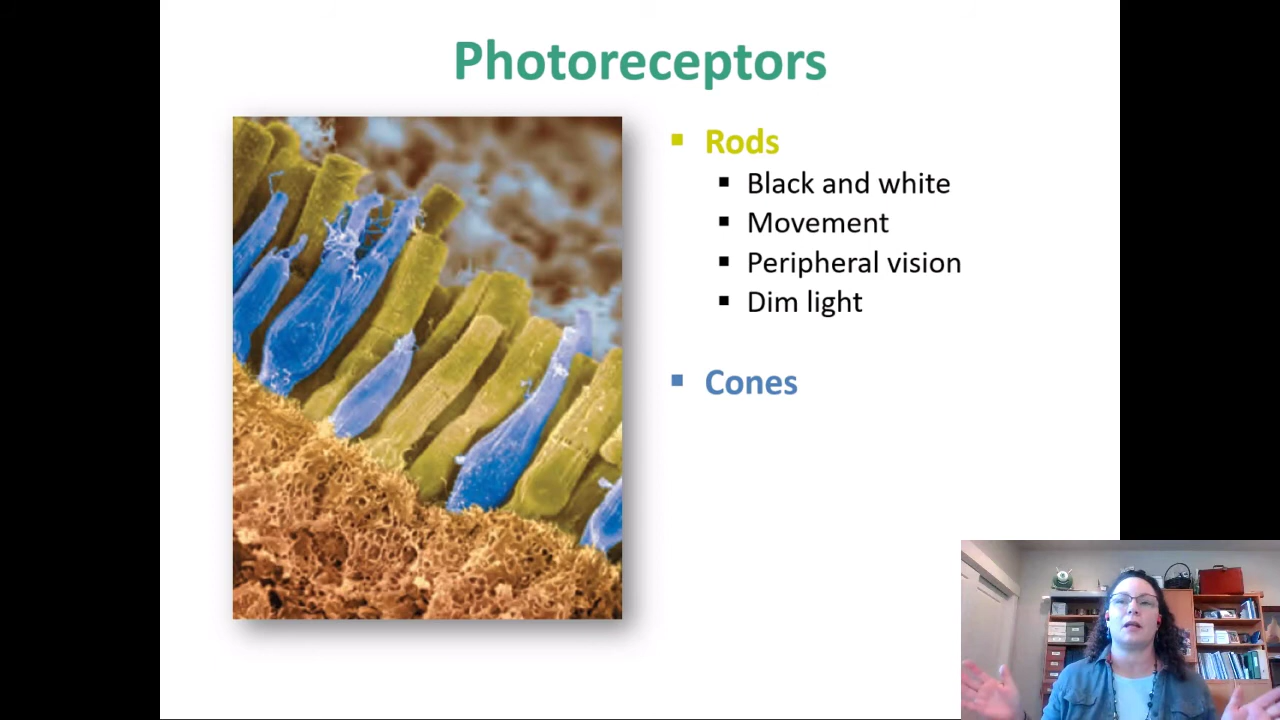 Photoreceptors
Rods
Black and white
Movement
Peripheral vision
Dim light
Cones